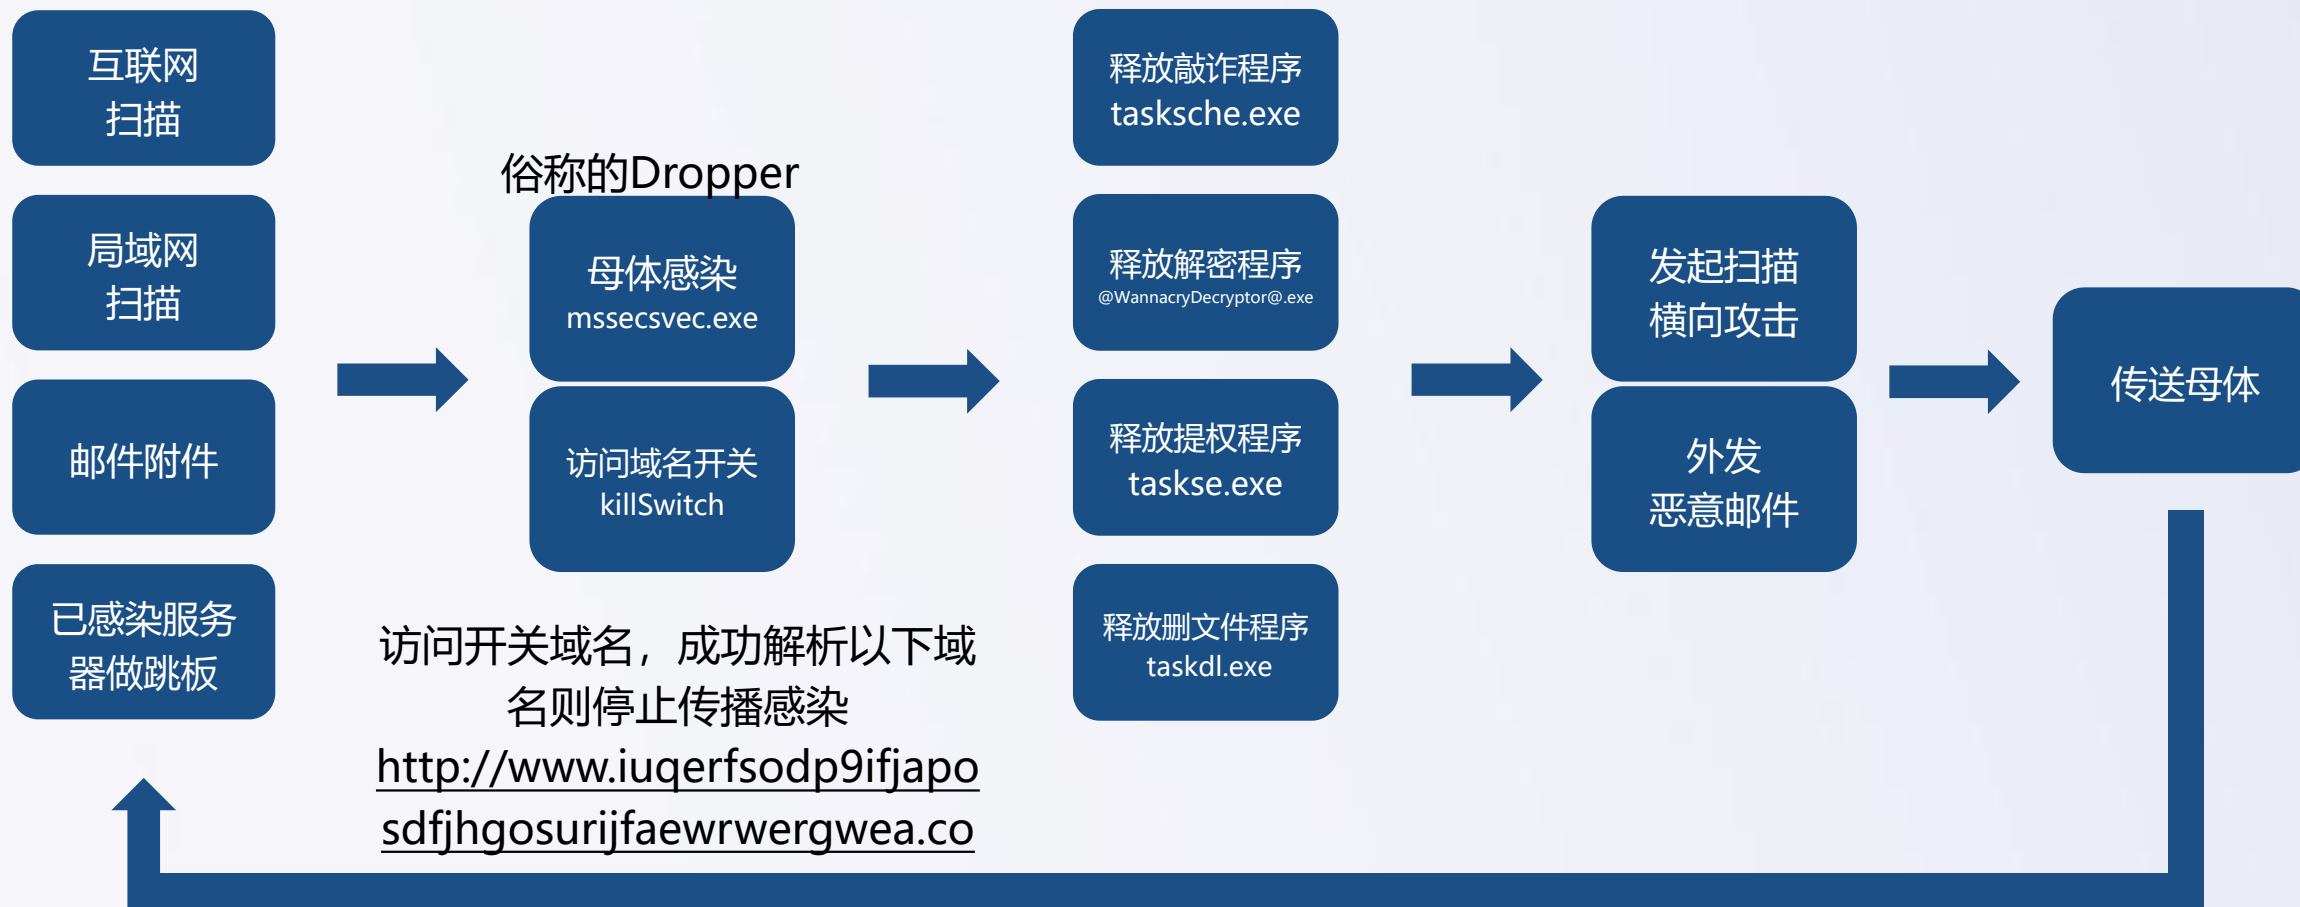 互联网
扫描
局域网
扫描
邮件附件
已感染服务
器做跳板
俗称的Dropper
母体感染
mssecsvec.exe
访问域名开关
killSwitch
访问开关域名，成功解析以下域
名则停止传播感染
http://www.iuqerfsodp9ifjapo
sdfjhgosurijfaewrwergwea.co
释放敲诈程序
tasksche.exe
释放解密程序
@WannacryDecryptor@.exe
释放提权程序
taskse.exe
释放删文件程序
taskdl.exe
发起扫描
横向攻击
外发
恶意邮件
传送母体